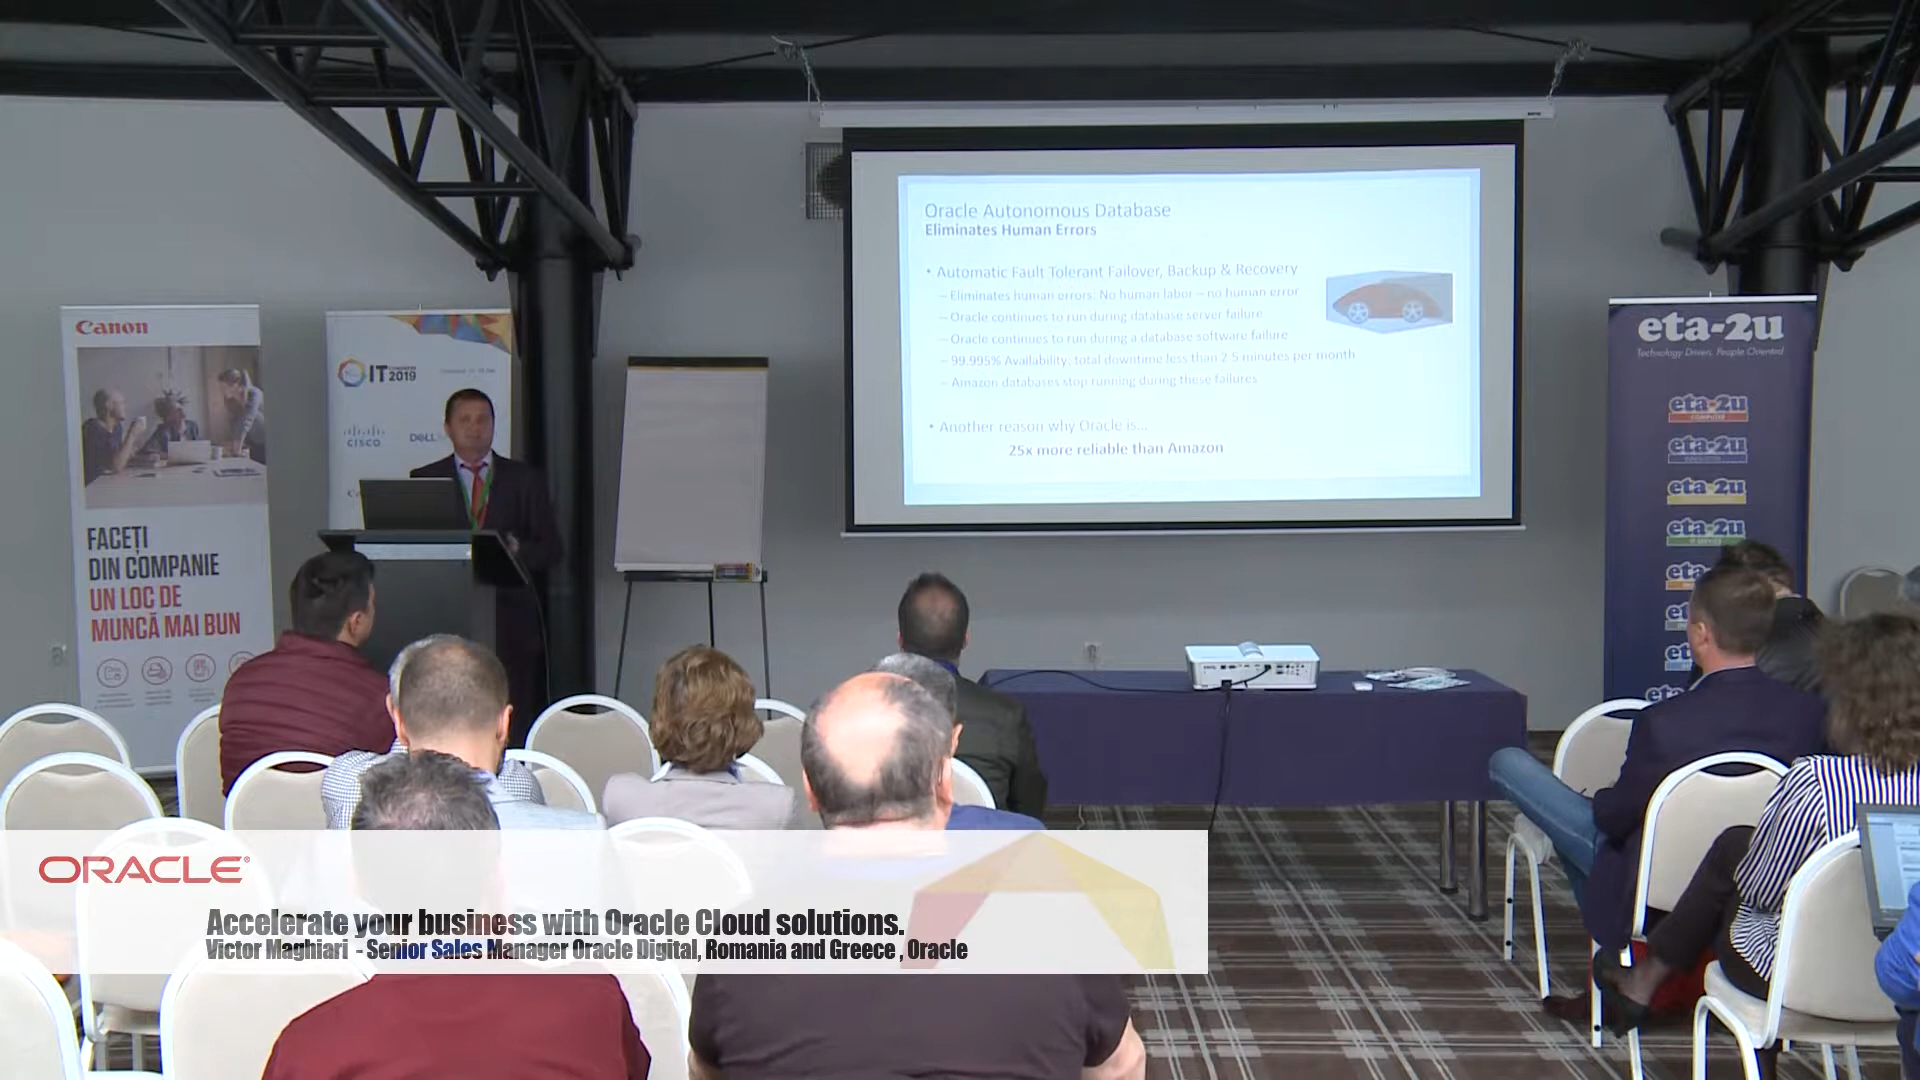 Canon
FACEȚI
DIN COMPANIE
UN LOC DE
MUNCĂ MAI BUN
IT
2019
CISCO
DELL
Oracle Autonomous Database
Eliminates Human Errors
• Automatic Fault Tolerant Failover, Backup & Recovery
– Eliminates human errors: No human labor – no human error
– Oracle continues to run during database server failure
– Oracle continues to run during a database software failure
– 99.995% Availability: total downtime less than 2.5 minutes per month
– Amazon databases stop running during these failures
• Another reason why Oracle is...
25x more reliable than Amazon
eta-2u
Technology Driven, People Oriented
eta-2u
COMPUTER
eta-2u
eta-2u
eta-2u
IT SERVICE
ORACLE®
Accelerate your business with Oracle Cloud solutions.
Victor Maghiari - Senior Sales Manager Oracle Digital, Romania and Greece , Oracle